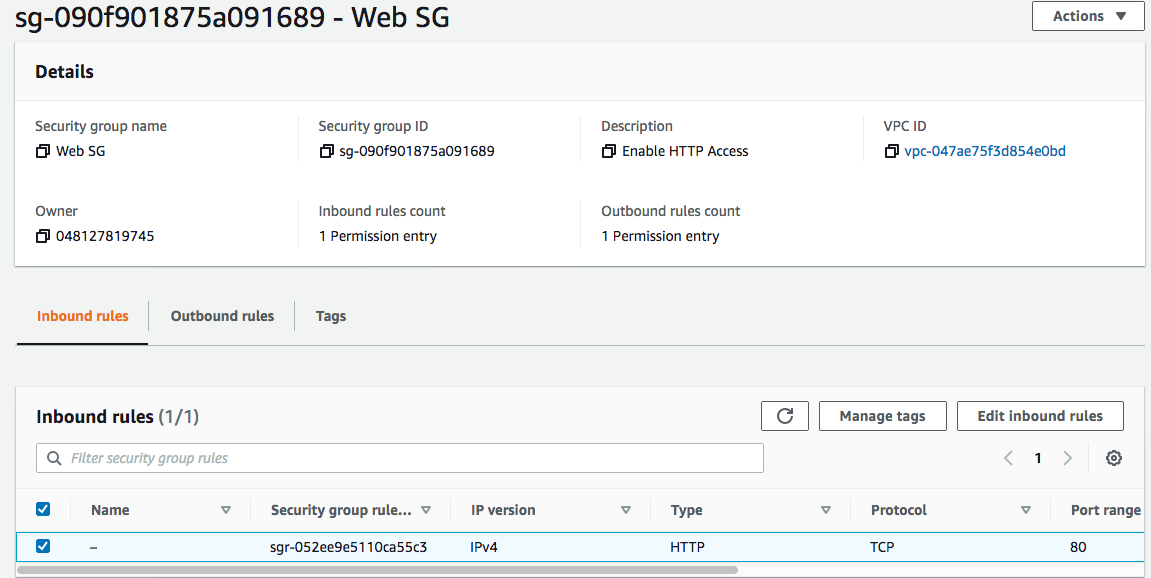 sg-090f901875a091689 - Web SG
Actions
Details
Security group name
Security group ID
Description
VPC ID
Web SG
sg-090f901875a091689
Enable HTTP Access
vpc-047ae75f3d854e0bd
Owner
Inbound rules count
Outbound rules count
048127819745
1 Permission entry
1 Permission entry
Inbound rules
Outbound rules
Tags
Inbound rules (1/1)
Manage tags
Edit inbound rules
Filter security group rules
1
Name
Security group rule...
IP version
Type
Protocol
Port range
–
sgr-052ee9e5110ca55c3
IPv4
HTTP
TCP
80